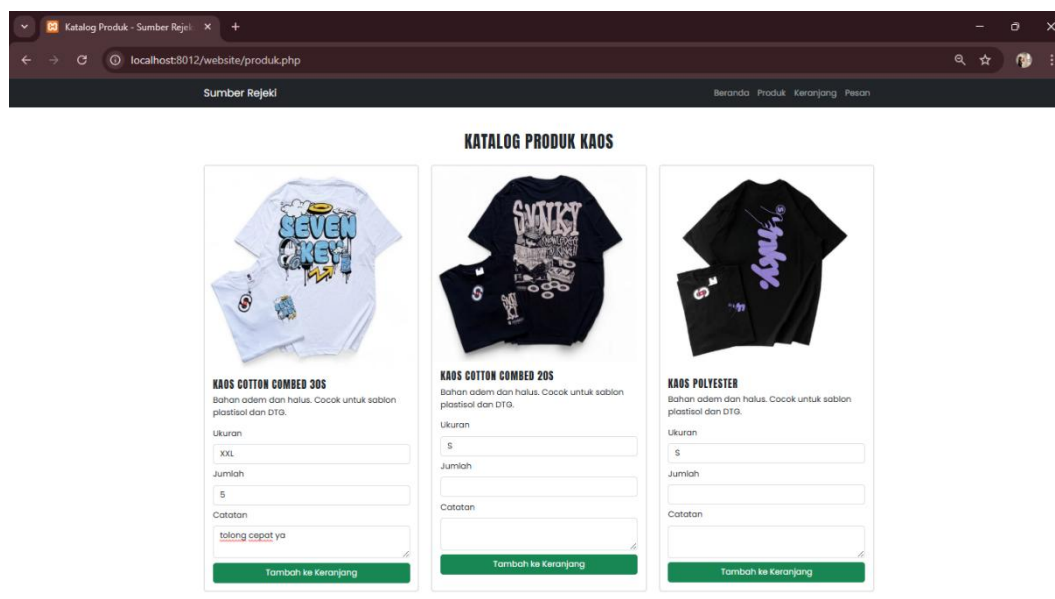 Katalog Produk - Sumber Rejeki
localhost:8012/website/produk.php
Sumber Rejeki
Beranda Produk Keranjang Pesan
KATALOG PRODUK KAOS
SEVEN
KEY
SVNKY
KAOS COTTON COMBED 30S
Bahan adem dan halus. Cocok untuk sablon
plastisol dan DTG.
Ukuran
XXL
Jumlah
5
Catatan
tolong cepat ya
Tambah ke Keranjang
KAOS COTTON COMBED 20S
Bahan adem dan halus. Cocok untuk sablon
plastisol dan DTG.
Ukuran
S
Jumlah
Catatan
Tambah ke Keranjang
KAOS POLYESTER
Bahan adem dan halus. Cocok untuk sablon
plastisol dan DTG.
Ukuran
S
Jumlah
Catatan
Tambah ke Keranjang